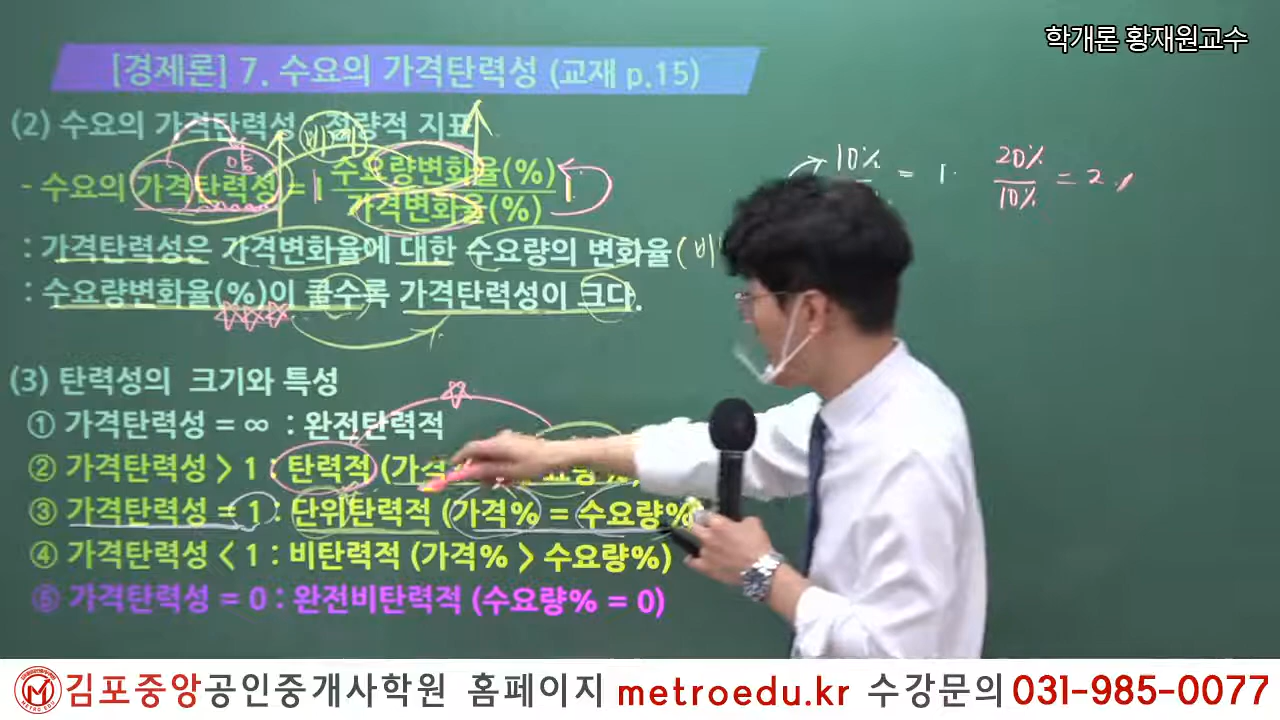 학개론 황재원교수
[경제론] 7. 수요의 가격탄력성 (교재 p.15)
(2) 수요의 가격탄력성 : 정량적 지표
비례
양
- 수요의 가격탄력성 = 수요량변화율(%)
가격변화율(%)
10%
= 1
20%
10%
= 2
: 가격탄력성은 가격변화율에 대한 수요량의 변화율 (비
: 수요량변화율(%)의 클수록 가격탄력성이 크다.
(3) 탄력성의 크기와 특성
① 가격탄력성 = ∞ : 완전탄력적
② 가격탄력성 > 1 : 탄력적 (가격
③ 가격탄력성 = 1 : 단위탄력적 (가격% = 수요량%)
④ 가격탄력성 < 1 : 비탄력적 (가격% > 수요량%)
⑤ 가격탄력성 = 0 : 완전비탄력적 (수요량% = 0)
METRO EDU
김포중앙공인중개사학원 홈페이지 metroedu.kr 수강문의 031-985-0077